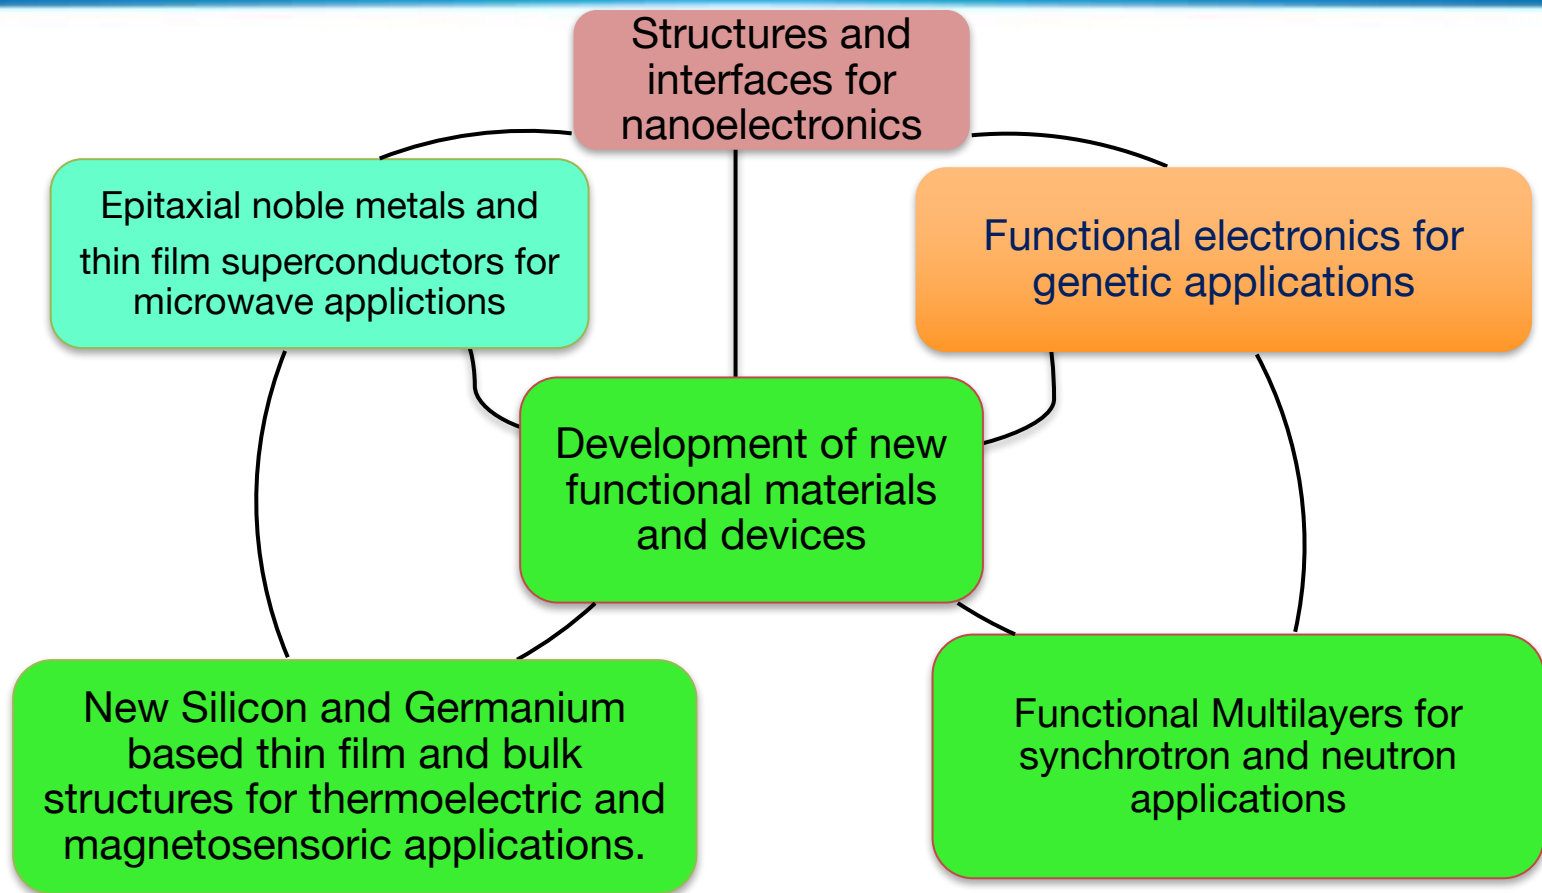 Structures and
interfaces for
nanoelectronics
Epitaxial noble metals and
thin film superconductors for
microwave applictions
Functional electronics for
genetic applications
Development of new
functional materials
and devices
New Silicon and Germanium
based thin film and bulk
structures for thermoelectric and
magnetosensoric applications.
Functional Multilayers for
synchrotron and neutron
applications